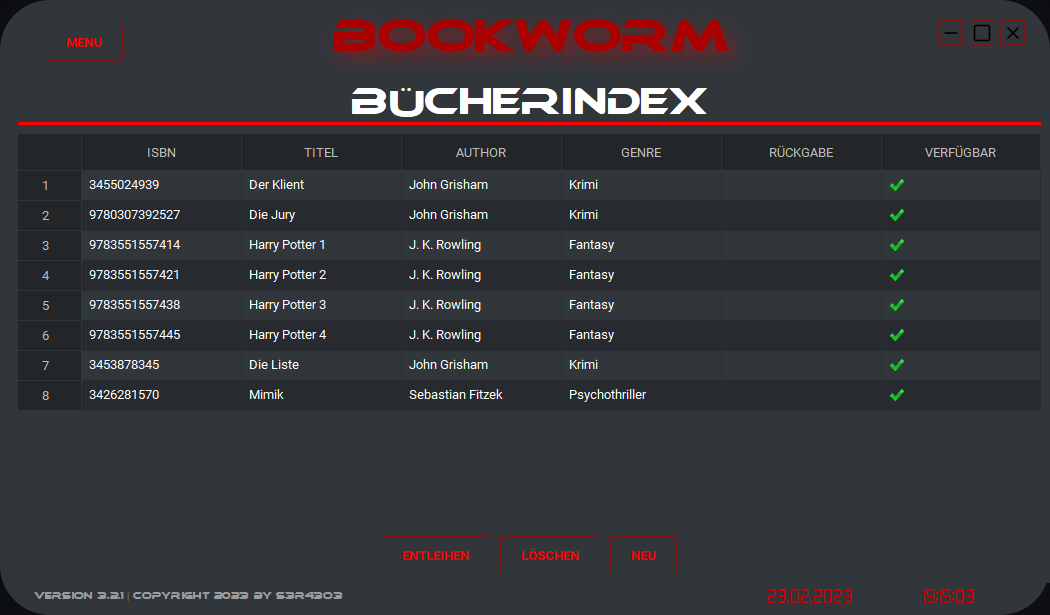 MENU BOOKWORM
BÜCHERINDEX
ISBN TITEL AUTHOR GENRE RÜCKGABE VERFÜGBAR
1 3455024939 Der Klient John Grisham Krimi
2 9780307392527 Die Jury John Grisham Krimi
3 9783551557414 Harry Potter 1 J. K. Rowling Fantasy
4 9783551557421 Harry Potter 2 J. K. Rowling Fantasy
5 9783551557438 Harry Potter 3 J. K. Rowling Fantasy
6 9783551557445 Harry Potter 4 J. K. Rowling Fantasy
7 3453878345 Die Liste John Grisham Krimi
8 3426281570 Mimik Sebastian Fitzek Psychothriller
ENTLEIHEN LÖSCHEN NEU
VERSION 3.2.1 | COPYRIGHT 2023 BY S3R43O3 23.02.2023 19:15:03